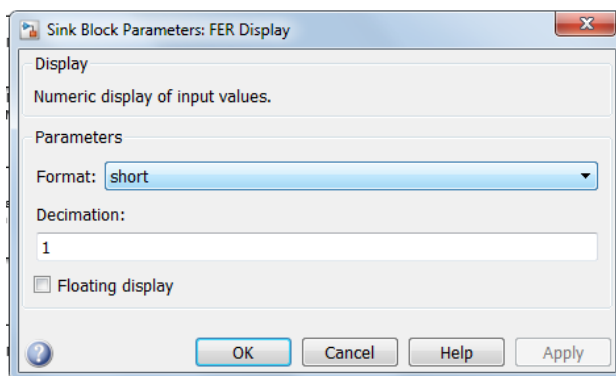 Sink Block Parameters: FER Display
Display
Numeric display of input values.
Parameters
Format: short
Decimation:
1
Floating display
OK Cancel Help Apply